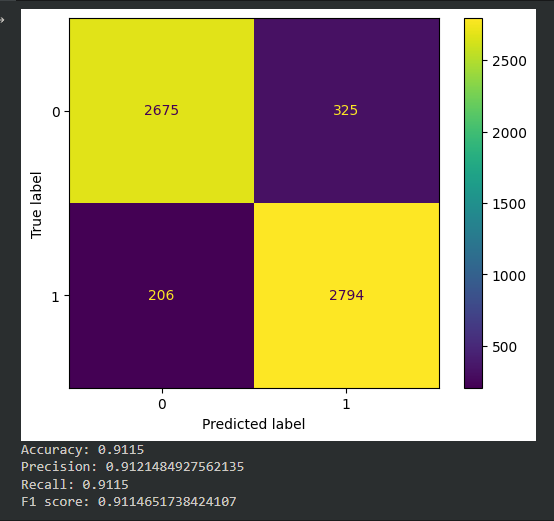 2500
0
2675
325
2000
True label
1500
1
206
2794
1000
500
0
1
Predicted label
Accuracy: 0.9115
Precision: 0.9121484927562135
Recall: 0.9115
F1 score: 0.9114651738424107